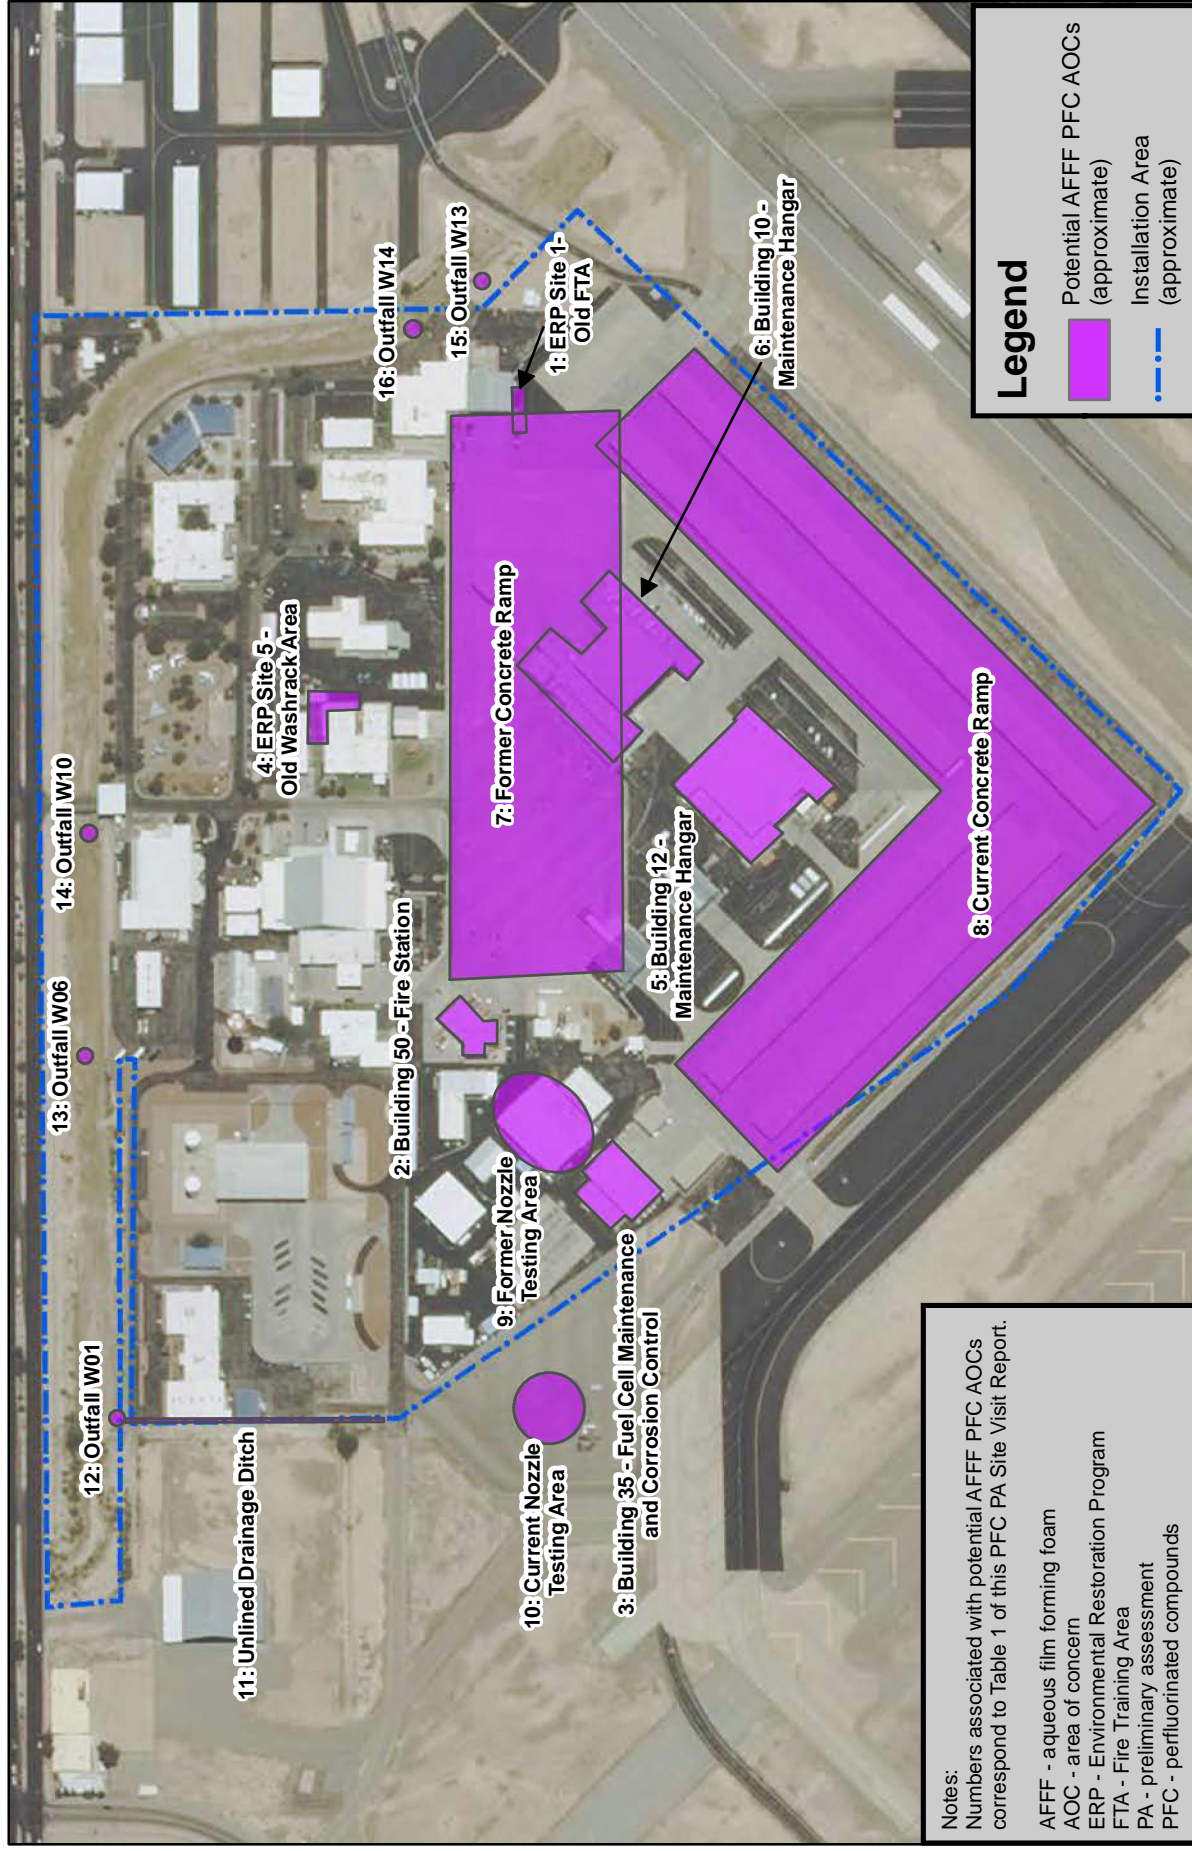 12: Outfall W01
13: Outfall W06
14: Outfall W10
16: Outfall W14
15: Outfall W13
11: Unlined Drainage Ditch
2: Building 50 - Fire Station
4: ERP Site 5 -
Old Washrack Area
7: Former Concrete Ramp
1: ERP Site 1-
Old FTA
9: Former Nozzle
Testing Area
10: Current Nozzle
Testing Area
3: Building 35 - Fuel Cell Maintenance
and Corrosion Control
5: Building 12 -
Maintenance Hangar
6: Building 10 -
Maintenance Hangar
8: Current Concrete Ramp
Notes:
Numbers associated with potential AFFF PFC AOCs
correspond to Table 1 of this PFC PA Site Visit Report.
AFFF - aqueous film forming foam
AOC - area of concern
ERP - Environmental Restoration Program
FTA - Fire Training Area
PA - preliminary assessment
PFC - perfluorinated compounds
Legend
Potential AFFF PFC AOCs
(approximate)
Installation Area
(approximate)